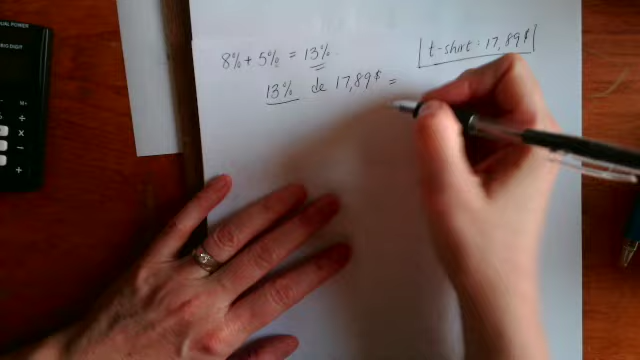 8% + 5% = 13%.
t-shirt : 17,89$
13% de 17,89$ =